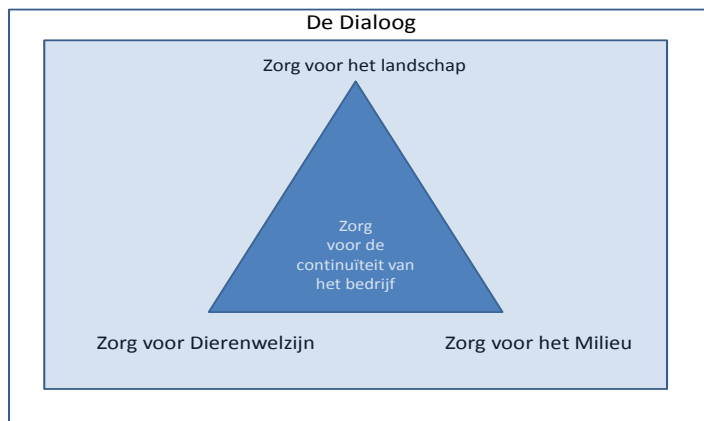 De Dialoog
Zorg voor het landschap
Zorg
voor de
continuïteit van
het bedrijf
Zorg voor Dierenwelzijn
Zorg voor het Milieu